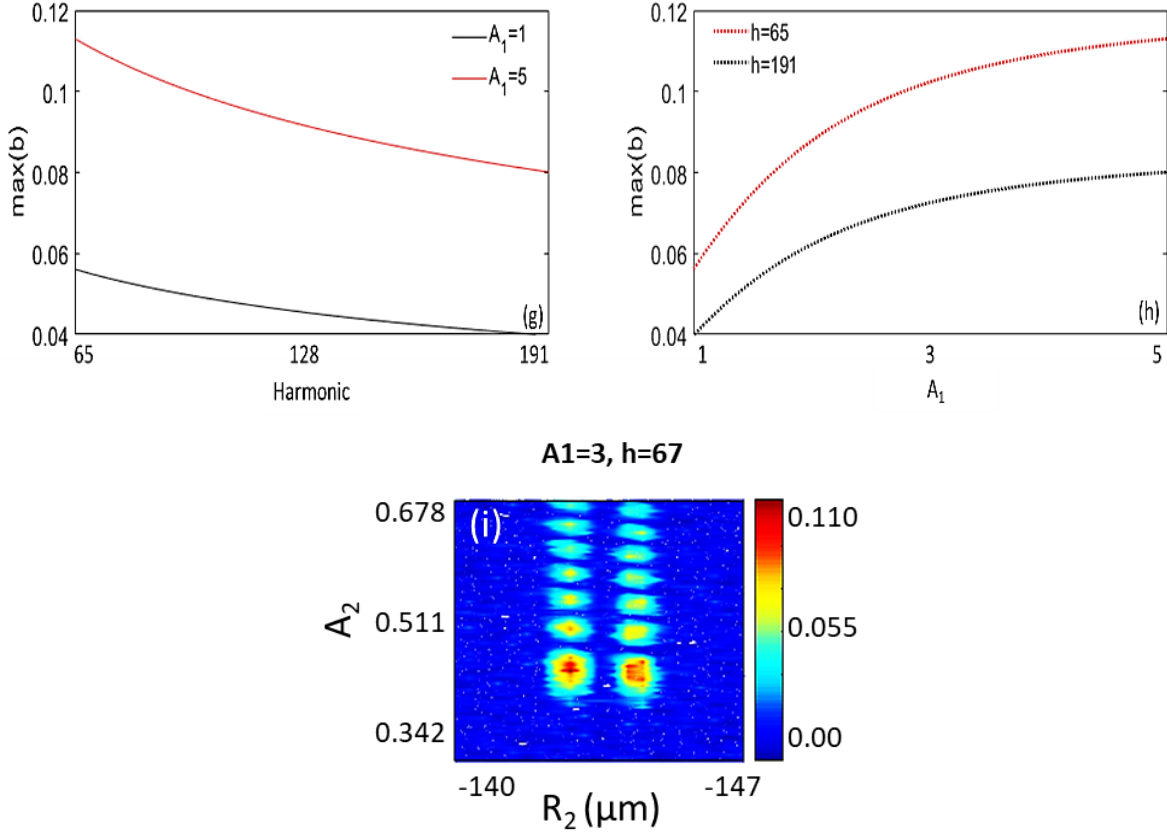 0.12
0.1
0.08
0.06
0.04
max(b)
A₁=1
A₁=5
(g)
65
128
191
Harmonic
0.12
0.1
0.08
0.06
0.04
max(b)
h=65
h=191
(h)
1
3
5
A₁
A1=3, h=67
0.678
0.511
0.342
A₂
(i)
0.110
0.055
0.00
-140
-147
R₂ (μm)